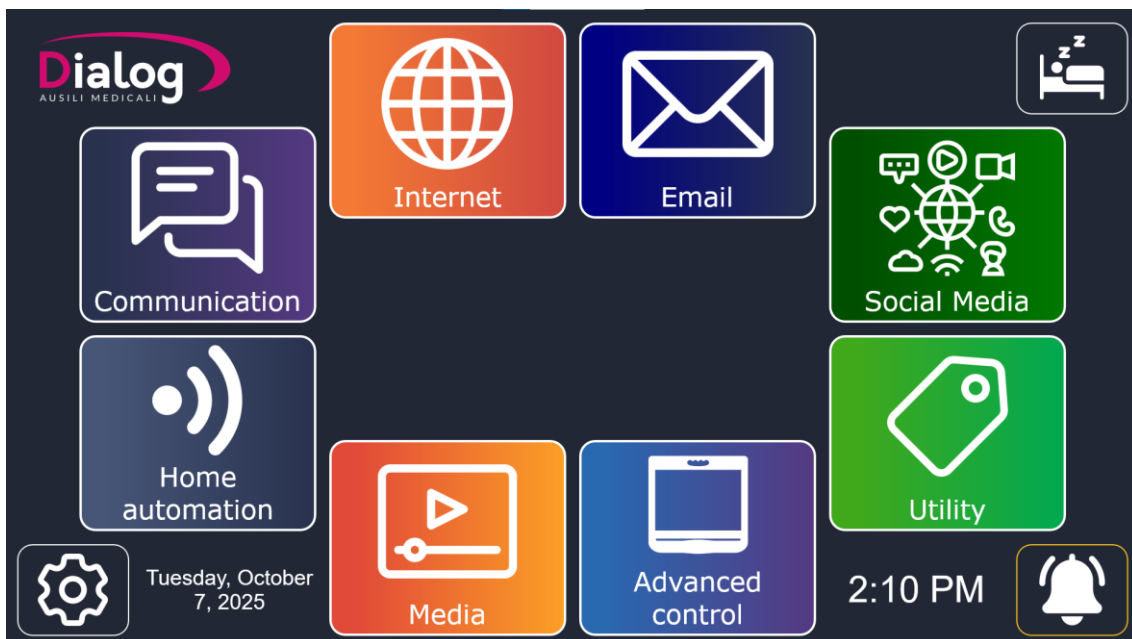 Dialog
AUSILI MEDICALI
Internet
Email
Communication
Social Media
Home
automation
Utility
Tuesday, October
7, 2025
Media
Advanced
control
2:10 PM